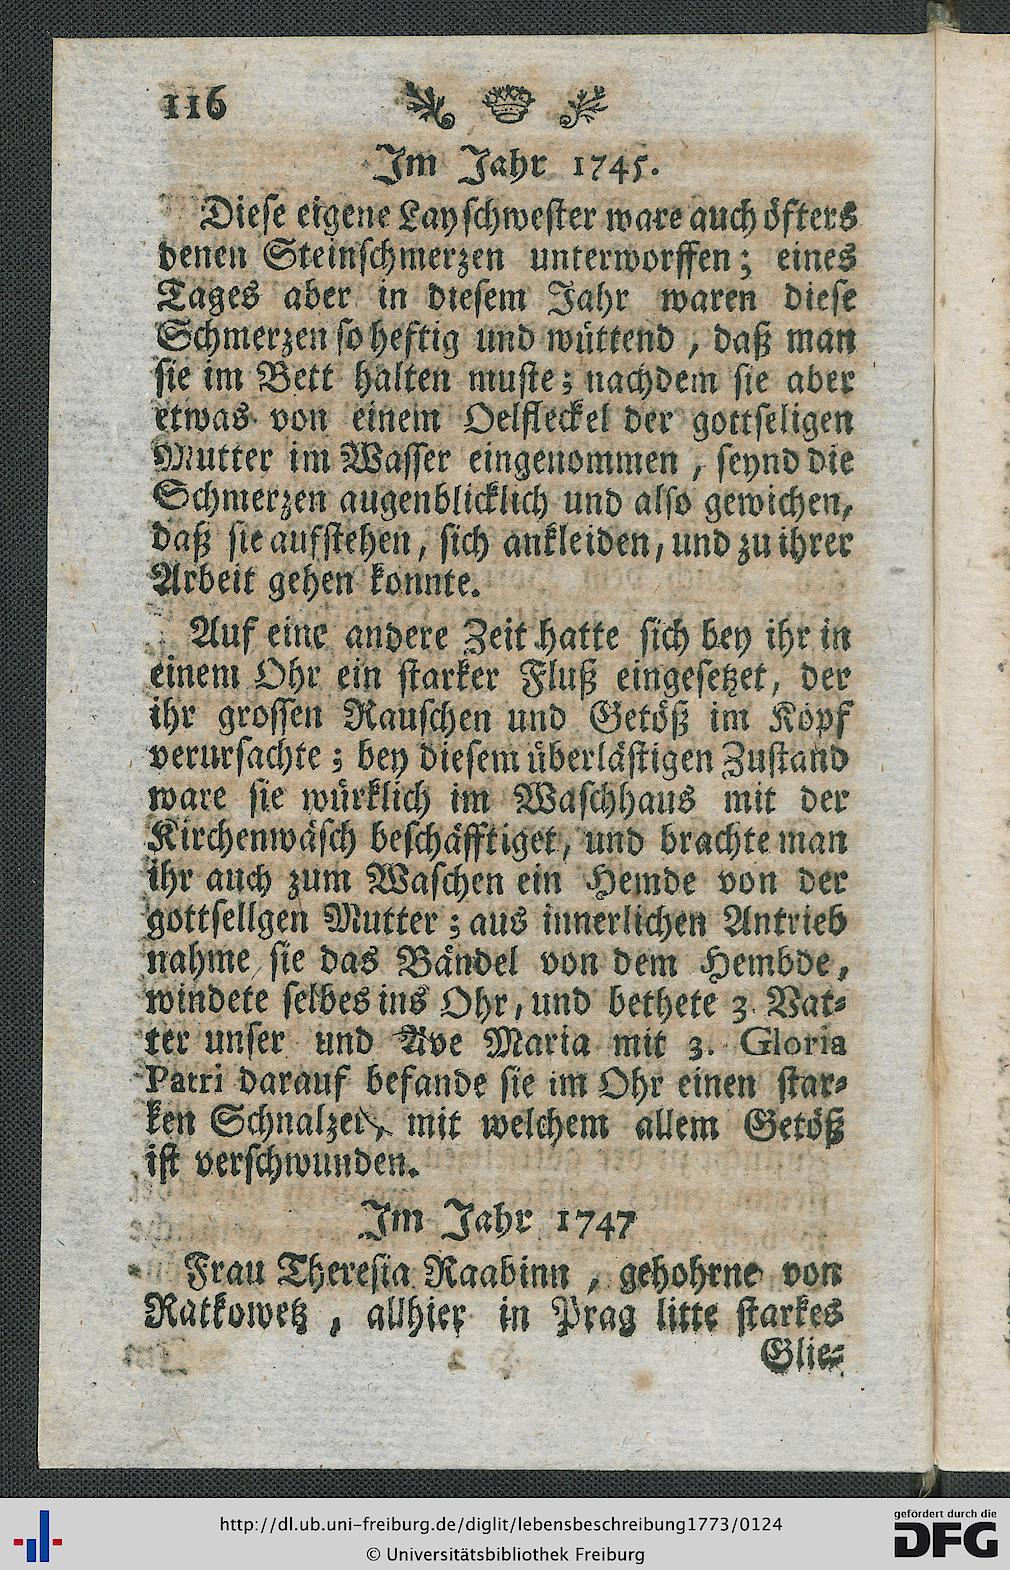 116
Im Jahr 1745.
Diese eigene Layschwester ware auch öfters
denen Steinschmerzen unterworffen; eines
Tages aber in diesem Jahr waren diese
Schmerzen so heftig und wüttend, daß man
sie im Bett halten muste; nachdem sie aber
etwas von einem Oelfleckel der gottseligen
Mutter im Wasser eingenommen, seynd die
Schmerzen augenblicklich und also gewichen,
daß sie aufstehen, sich ankleiden, und zu ihrer
Arbeit gehen konnte.
Auf eine andere Zeit hatte sich bey ihr in
einem Ohr ein starker Fluß eingesetzet, der
ihr grossen Rauschen und Getöß im Kopf
verursachte; bey diesem überlästigen Zustand
ware sie würklich im Waschhaus mit der
Kirchenwäsch beschäfftiget, und brachte man
ihr auch zum Waschen ein Hemde von der
gottsellgen Mutter; aus innerlichen Antrieb
nahme sie das Bändel von dem Hembde,
windete selbes ins Ohr, und bethete 3. Vat-
ter unser und Ave Maria mit 3. Gloria
Patri darauf befande sie im Ohr einen star-
ken Schnalzer, mit welchem allem Getöß
ist verschwunden.
Im Jahr 1747
Frau Theresia Raabinn, gehohrne von
Ratkowetz, allhier in Prag litte starkes
Glie-
http://dl.ub.uni-freiburg.de/diglit/lebensbeschreibung1773/0124
© Universitätsbibliothek Freiburg
gefördert durch die
DFG